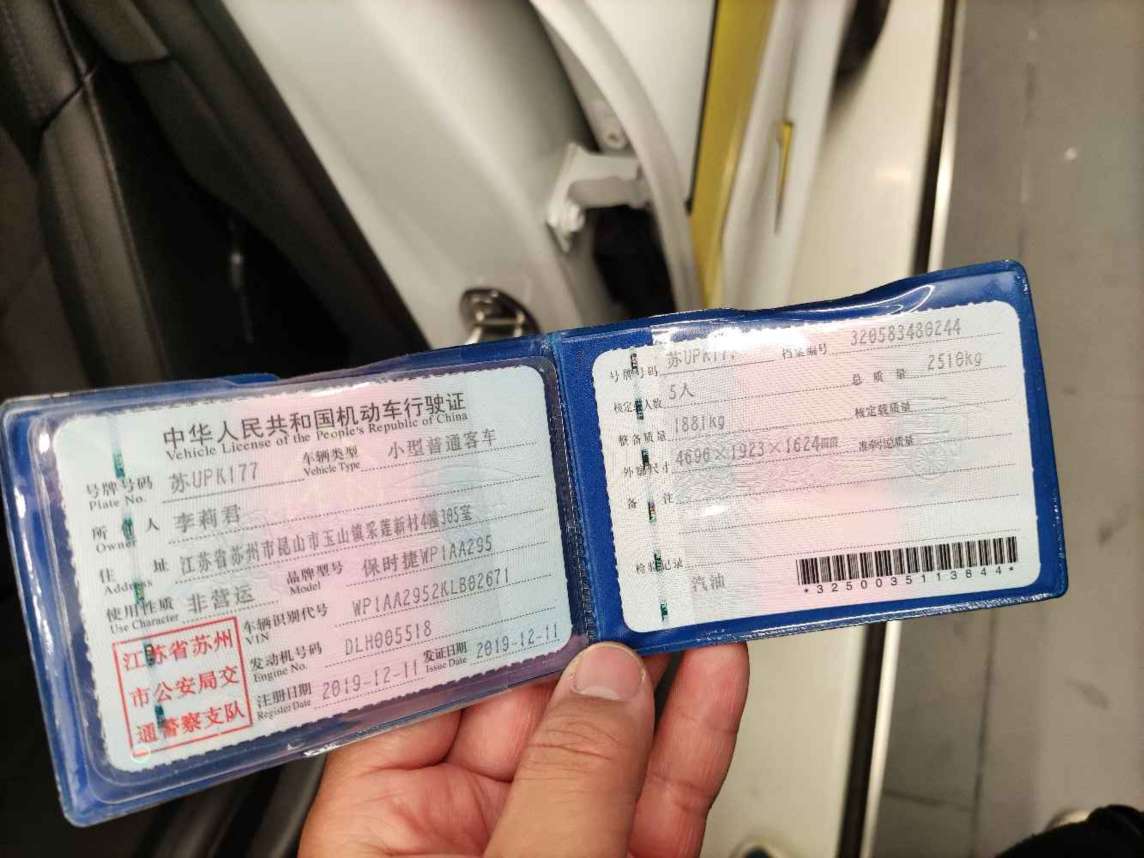 中华人民共和国机动车行驶证
Vehicle License of the People's Republic of China
号牌号码 苏UPK177 车辆类型 小型普通客车
Plate No. Vehicle Type
所有人 李莉君
Owner
住址 江苏省苏州市昆山市玉山镇采莲新村4幢305室
Address
使用性质 非营运 品牌型号 保时捷WP1AA295
Use Character Model
车辆识别代号 WP1AA2952KLB02671
VIN
发动机号码 DLH005518
Engine No.
注册日期 2019-12-11 发证日期 2019-12-11
Register Date Issue Date
江苏省苏州
市公安局交
通警察支队
号牌号码 苏UPK17 档案编号 320583480244
核定载人数 5人 总质量 2510kg
整备质量 1881kg 核定载质量
外廓尺寸 4696×1923×1624mm 准牵引总质量
备注
检验记录
汽油
*3250035113844*